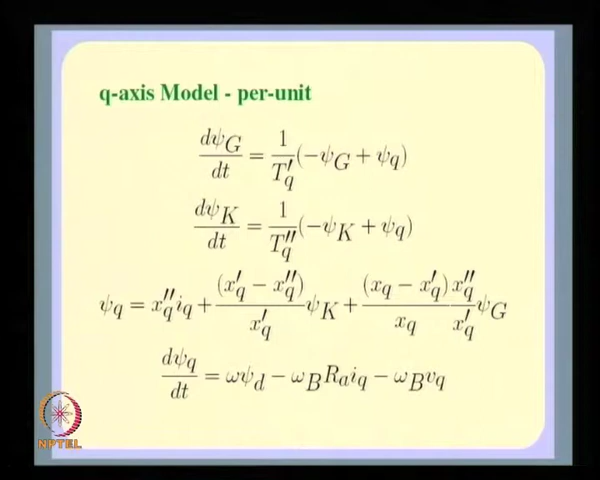 q-axis Model - per-unit
dψ_G/dt = 1/T'_q (−ψ_G + ψ_q)
dψ_K/dt = 1/T''_q (−ψ_K + ψ_q)
ψ_q = x''_q i_q + (x'_q − x''_q)/x'_q ψ_K + (x_q − x'_q)/x_q x''_q/x'_q ψ_G
dψ_q/dt = ωψ_d − ω_B R_a i_q − ω_B v_q
NPTEL